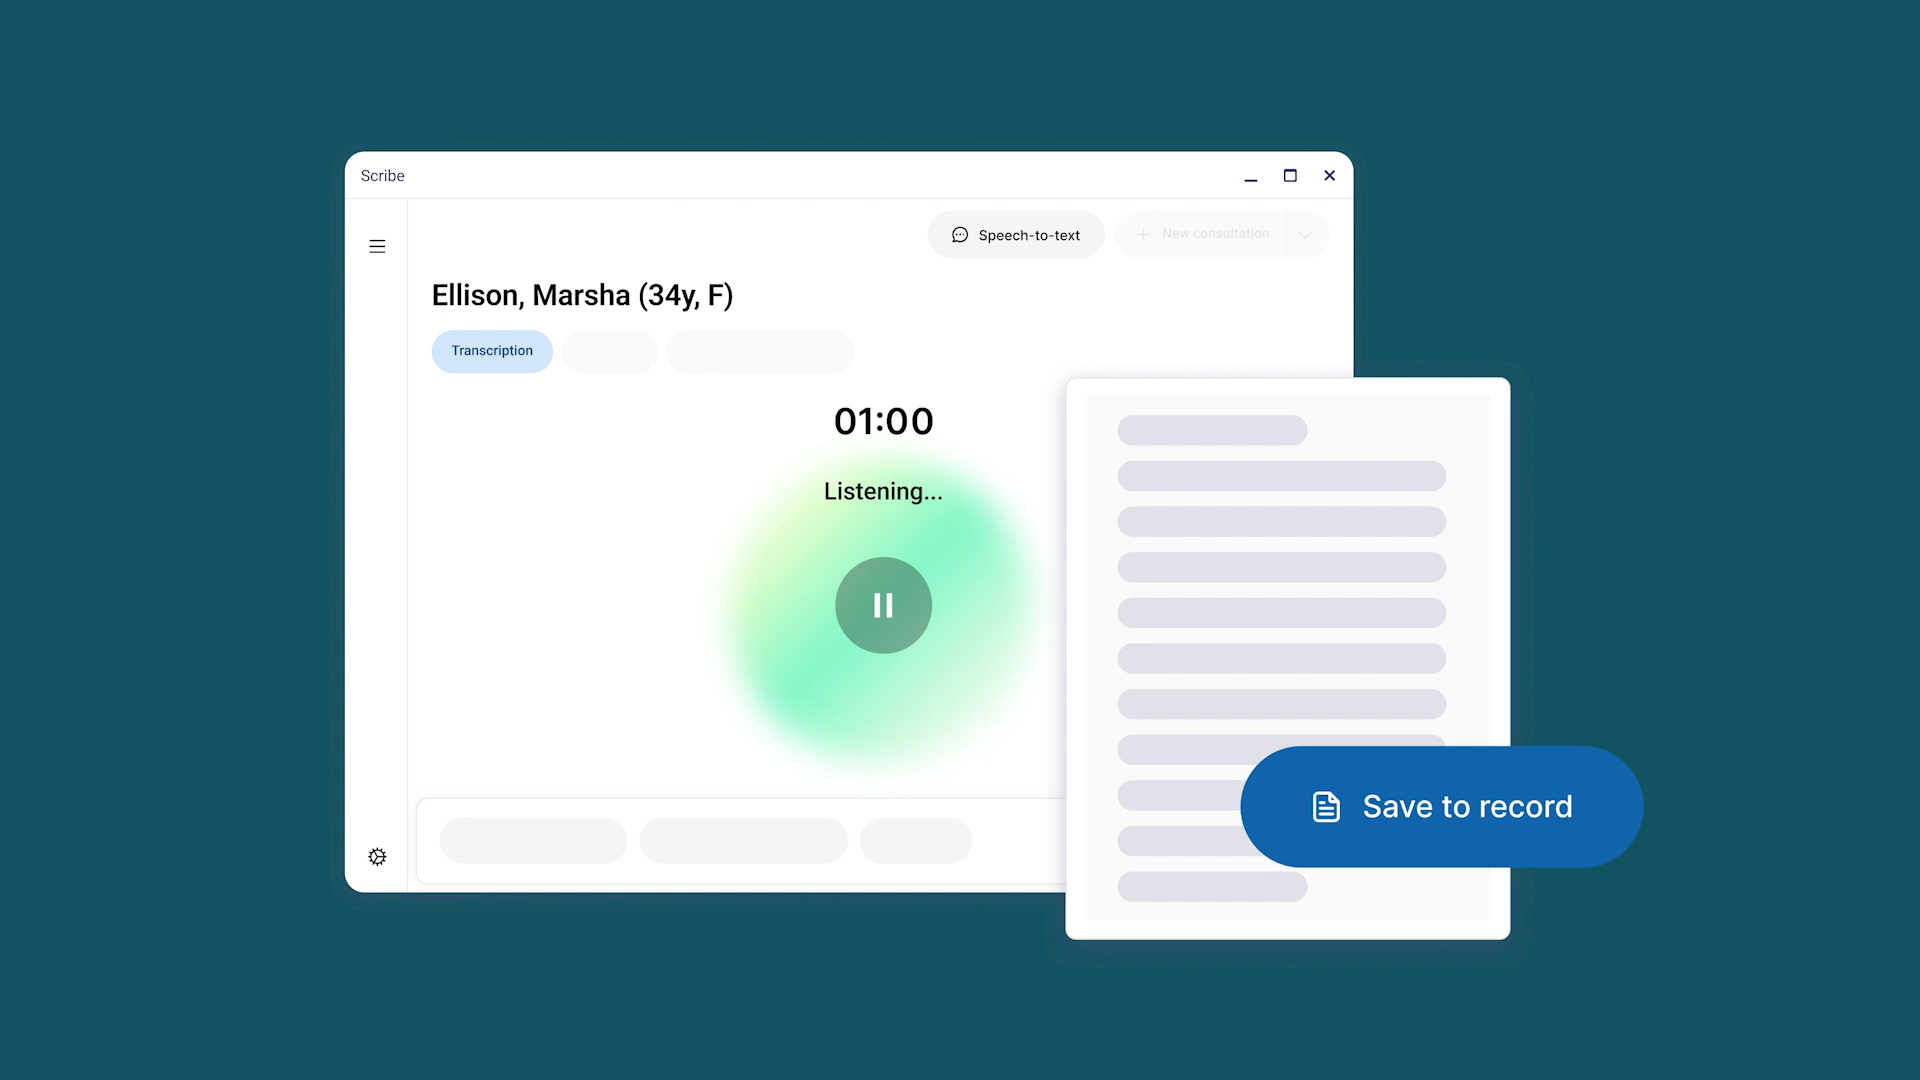 Scribe
Speech-to-text
New consultation
Ellison, Marsha (34y, F)
Transcription
01:00
Listening...
Save to record